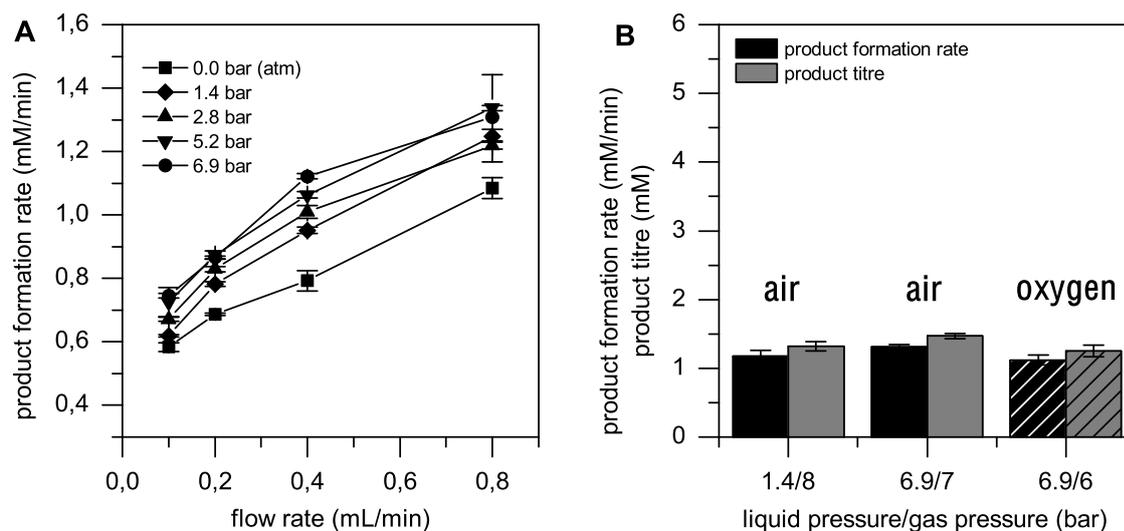 A
product formation rate (mM/min)
1,6
1,4
1,2
1,0
0,8
0,6
0,4
0.0 bar (atm)
1.4 bar
2.8 bar
5.2 bar
6.9 bar
0,0 0,2 0,4 0,6 0,8
flow rate (mL/min)
B
product formation rate (mM/min)
product titre (mM)
6
5
4
3
2
1
0
product formation rate
product titre
air air oxygen
1.4/8 6.9/7 6.9/6
liquid pressure/gas pressure (bar)